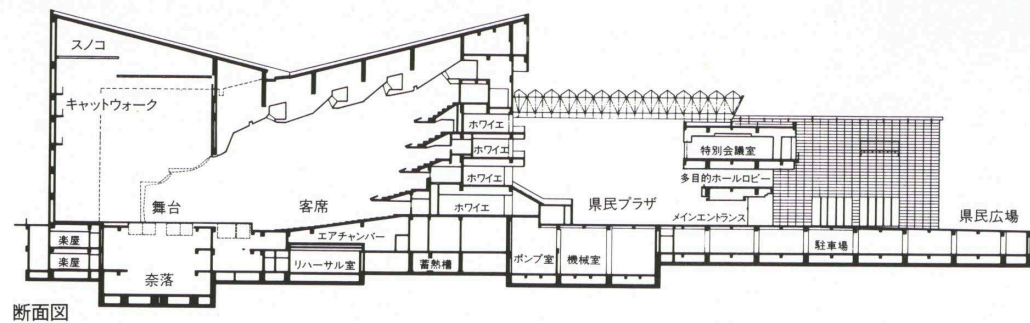 スノコ
キャットウォーク
ホワイエ
ホワイエ
特別会議室
ホワイエ
多目的ホールロビー
舞台
客席
ホワイエ
県民プラザ
メインエントランス
県民広場
楽屋
エアチャンバー
駐車場
楽屋
リハーサル室
蓄熱槽
ポンプ室
機械室
奈落
断面図